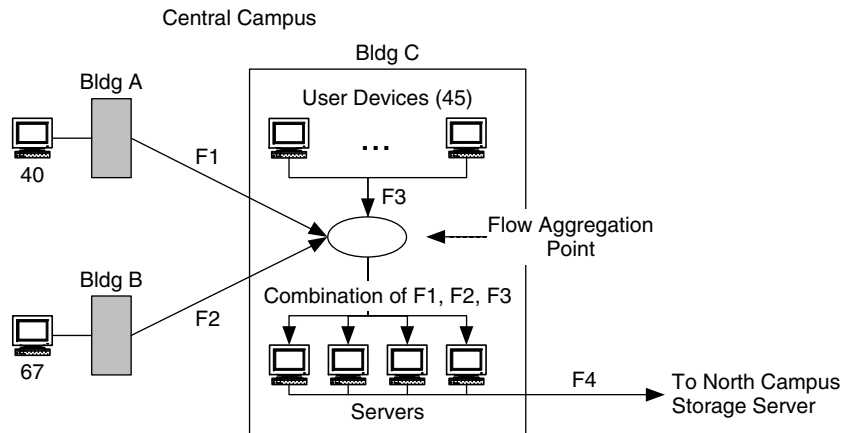 Central Campus
Bldg C
Bldg A
User Devices (45)
...
F1
40
F3
Flow Aggregation
Point
Bldg B
Combination of F1, F2, F3
F2
67
F4
To North Campus
Storage Server
Servers